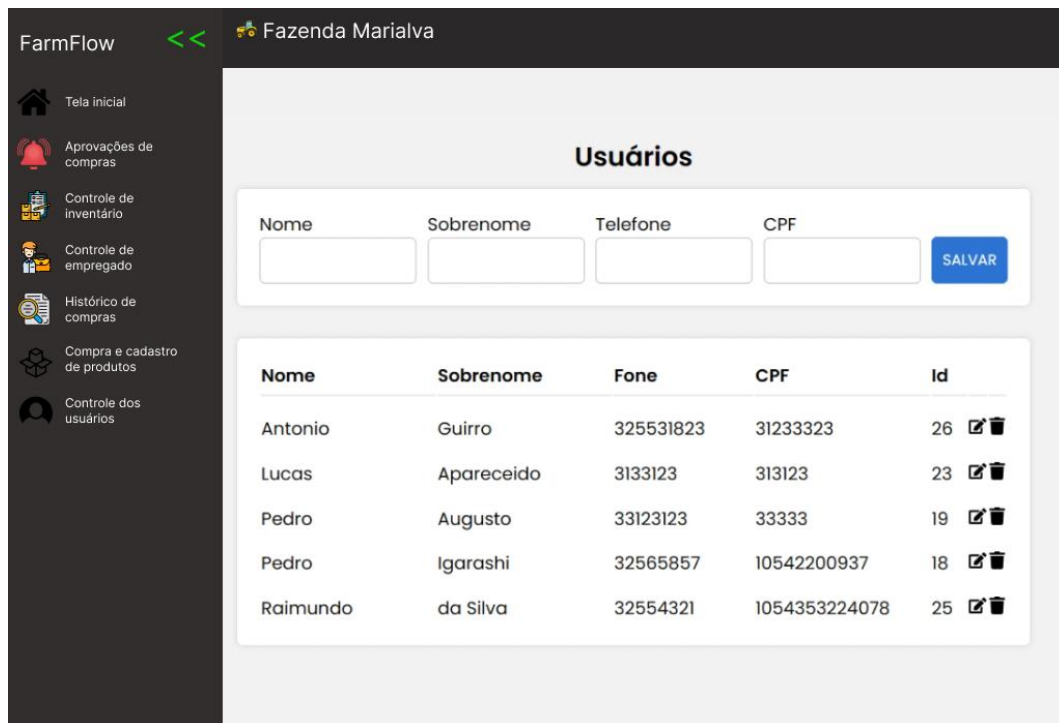 FarmFlow <<
Fazenda Marialva
Tela inicial
Aprovações de
compras
Controle de
inventário
Controle de
empregado
Histórico de
compras
Compra e cadastro
de produtos
Controle dos
usuários
Usuários
Nome Sobrenome Telefone CPF
SALVAR
Nome Sobrenome Fone CPF Id
Antonio Guirro 325531823 31233323 26
Lucas Apareceido 3133123 313123 23
Pedro Augusto 33123123 33333 19
Pedro Igarashi 32565857 10542200937 18
Raimundo da Silva 32554321 1054353224078 25